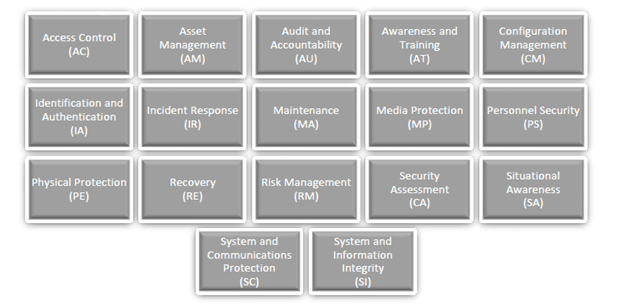 Access Control
(AC)
Asset
Management
(AM)
Audit and
Accountability
(AU)
Awareness and
Training
(AT)
Configuration
Management
(CM)
Identification and
Authentication
(IA)
Incident Response
(IR)
Maintenance
(MA)
Media Protection
(MP)
Personnel Security
(PS)
Physical Protection
(PE)
Recovery
(RE)
Risk Management
(RM)
Security
Assessment
(CA)
Situational
Awareness
(SA)
System and
Communications
Protection
(SC)
System and
Information
Integrity
(SI)